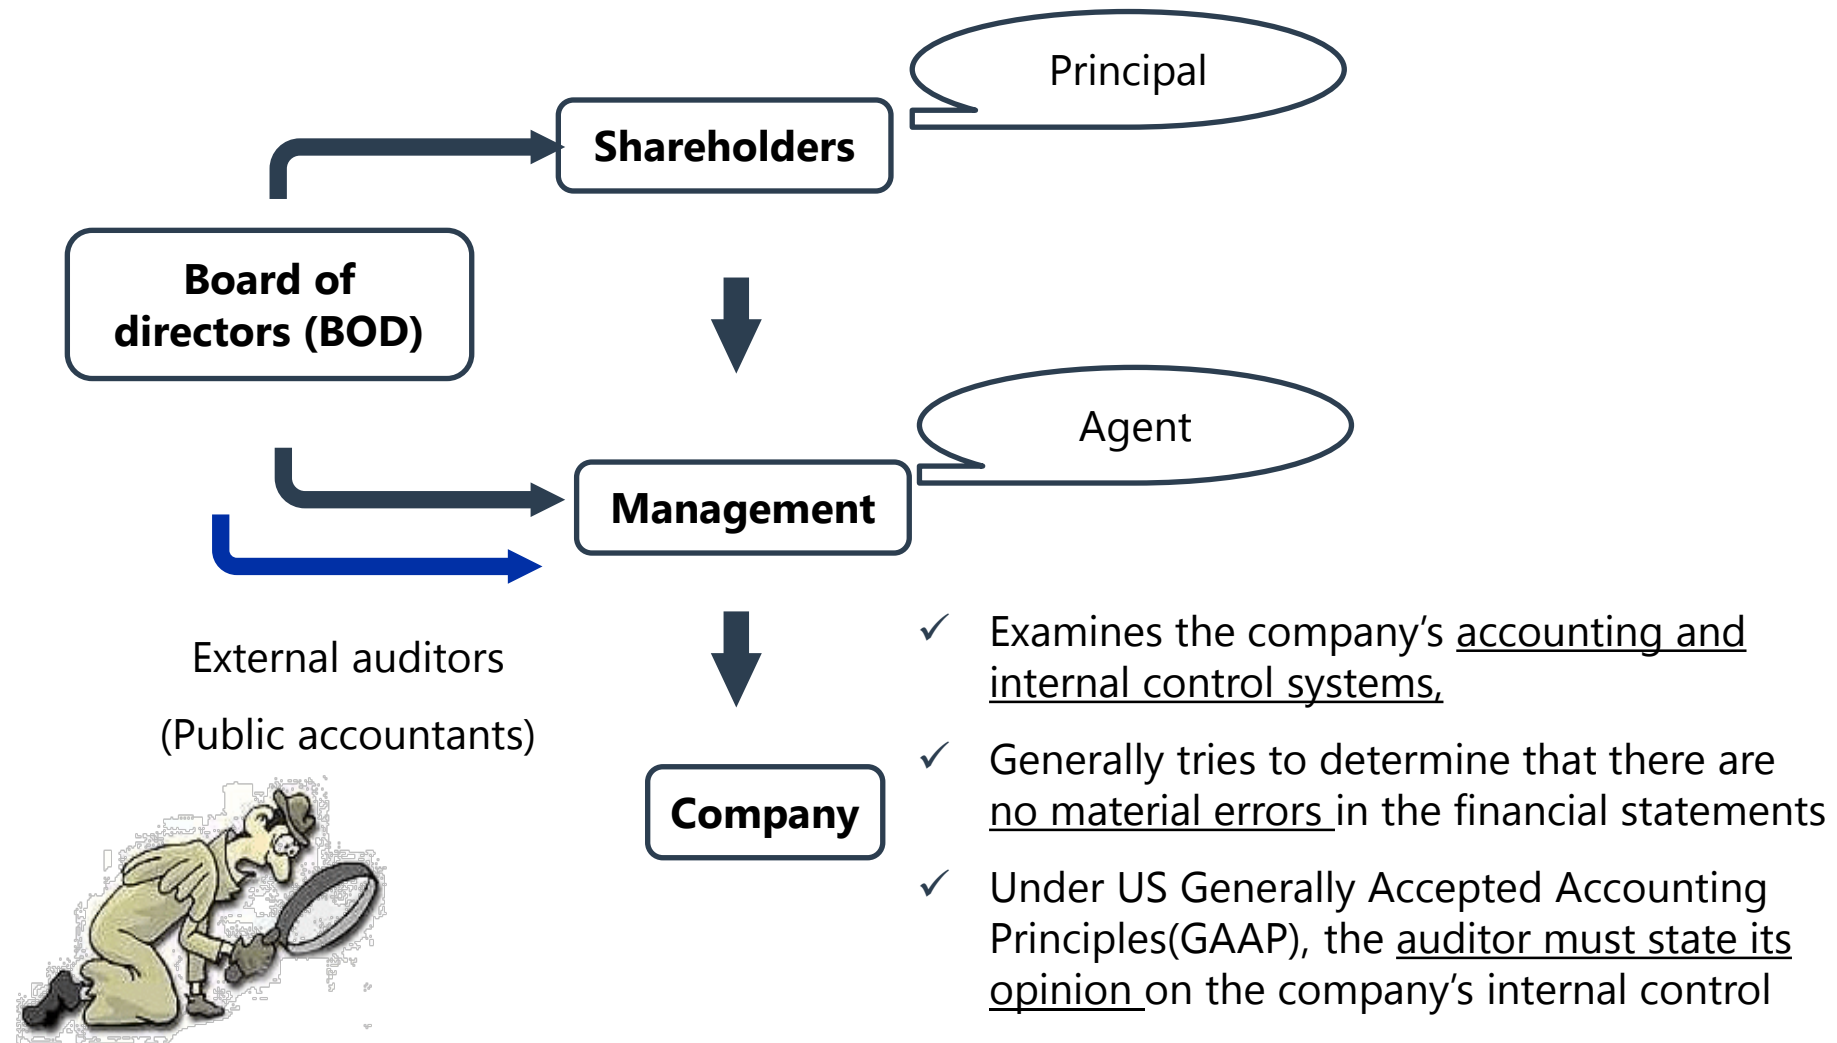 Principal
Shareholders
Board of
directors (BOD)
Agent
Management
External auditors
(Public accountants)
Company
✓ Examines the company’s accounting and
internal control systems,
✓ Generally tries to determine that there are
no material errors in the financial statements
✓ Under US Generally Accepted Accounting
Principles(GAAP), the auditor must state its
opinion on the company’s internal control